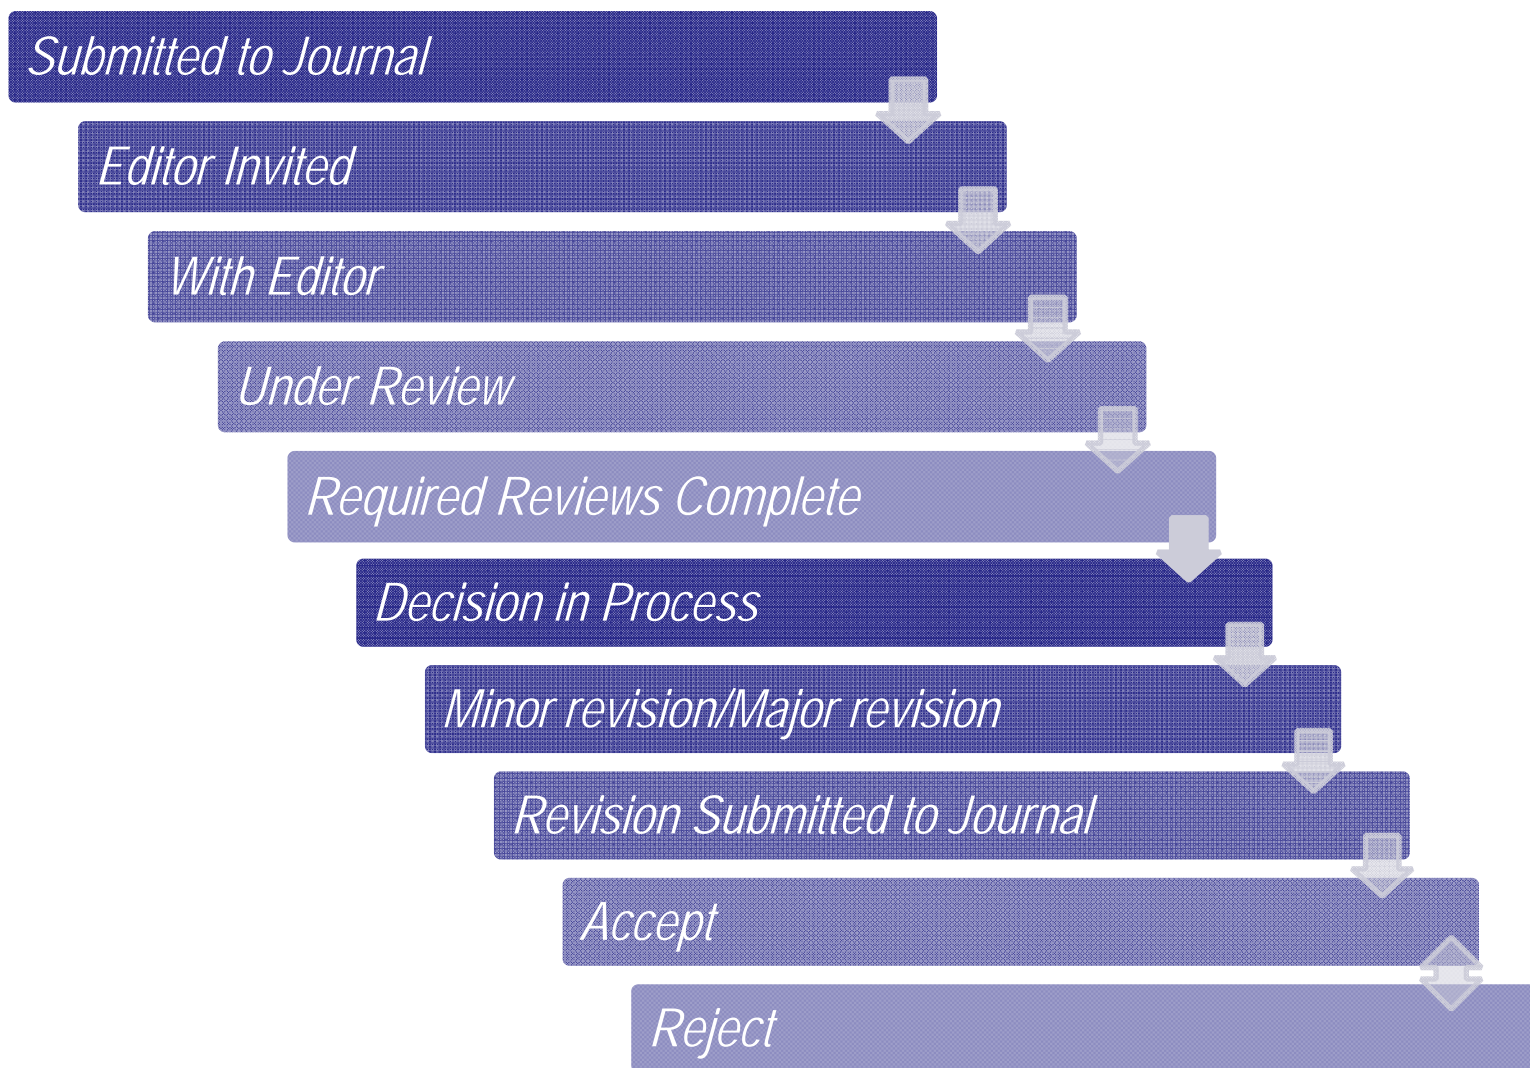 Submitted to Journal
Editor Invited
With Editor
Under Review
Required Reviews Complete
Decision in Process
Minor revision/Major revision
Revision Submitted to Journal
Accept
Reject